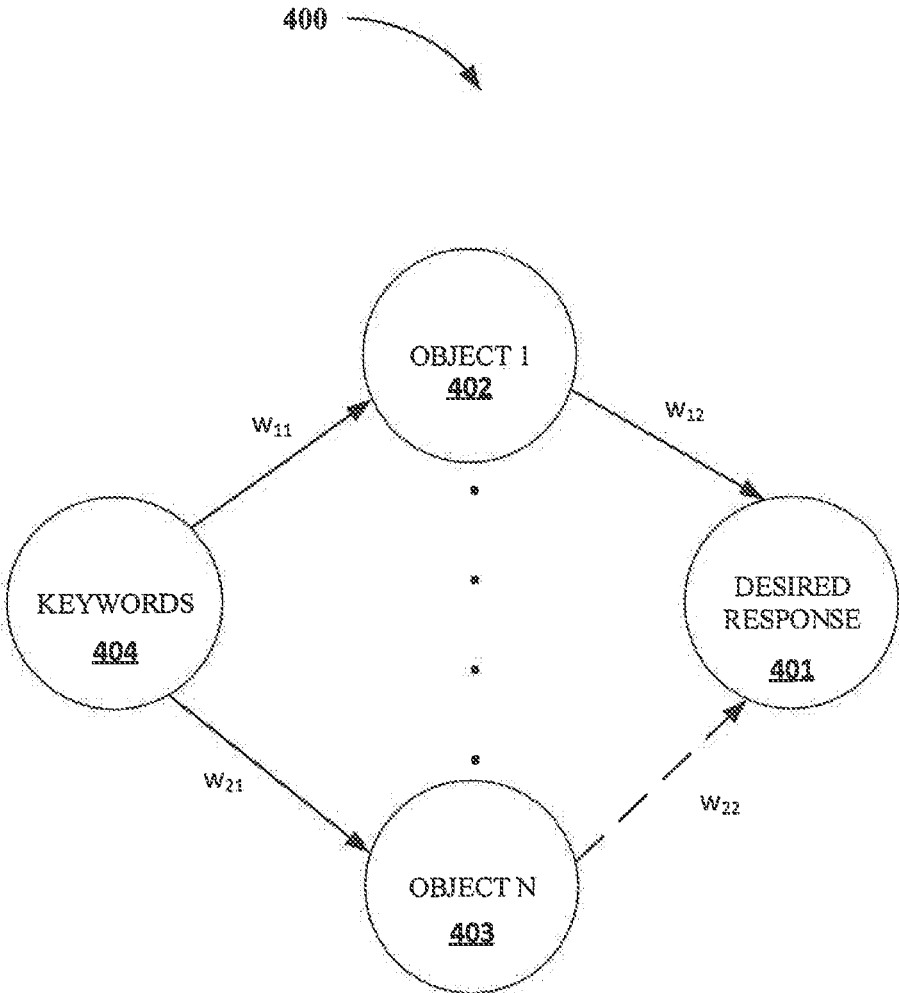 400
OBJECT 1
402
W₁₁
W₁₂
KEYWORDS
404
DESIRED
RESPONSE
401
W₂₁
W₂₂
OBJECT N
403